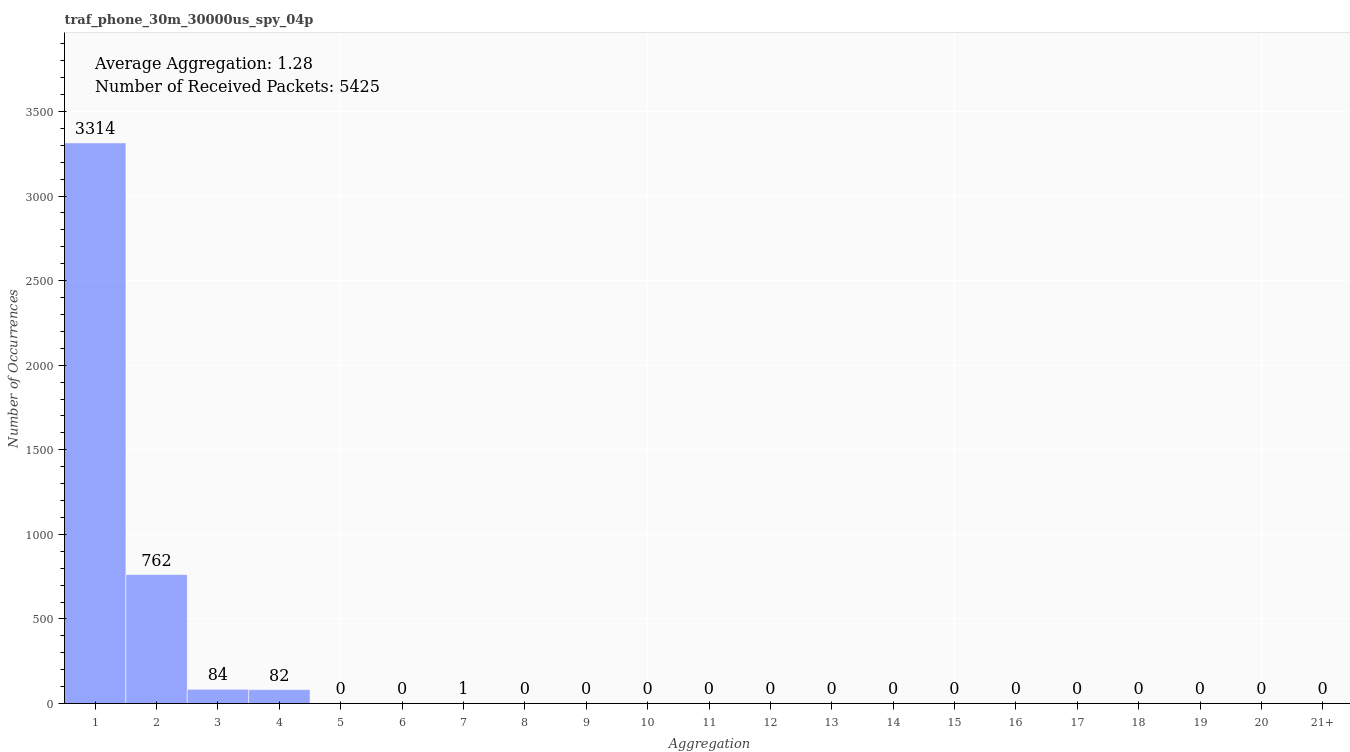 traf_phone_30m_30000us_spy_04p
Average Aggregation: 1.28
Number of Received Packets: 5425
3500
3314
3000
2500
2000
Number of Occurrences
1500
1000
762
500
84
82
0 0 1 0 0 0 0 0 0 0 0 0 0 0 0 0 0
0
1 2 3 4 5 6 7 8 9 10 11 12 13 14 15 16 17 18 19 20 21+
Aggregation